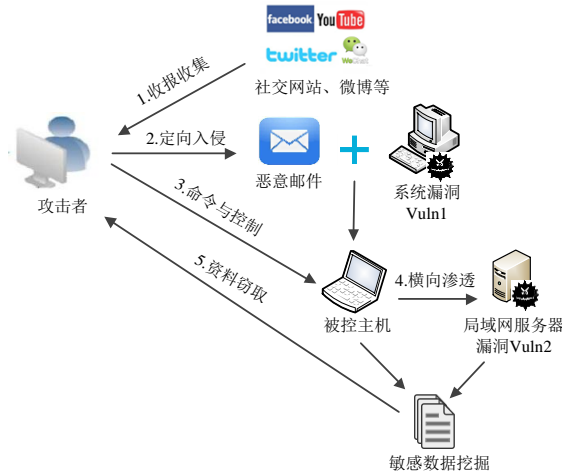 facebook YouTube
twitter WeChat
社交网站、微博等
1.收报收集
2.定向入侵
恶意邮件
系统漏洞
Vuln1
攻击者
3.命令与控制
5.资料窃取
4.横向渗透
被控主机
局域网服务器
漏洞Vuln2
敏感数据挖掘